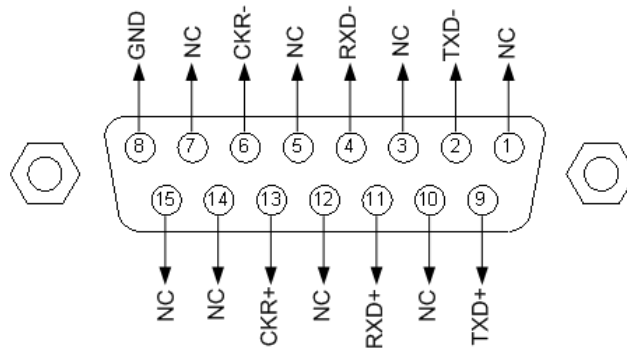 GND NC CKR- NC RXD- NC TXD- NC
8 7 6 5 4 3 2 1
15 14 13 12 11 10 9
NC NC CKR+ NC RXD+ NC TXD+